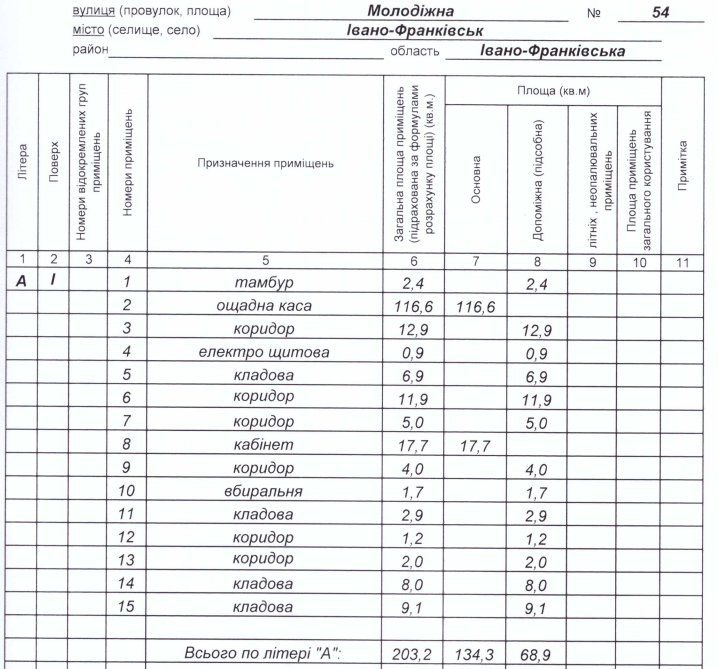 вулиця (провулок, площа) Молодіжна № 54
місто (селище, село) Івано-Франківськ
район область Івано-Франківська
Літера
Поверх
Номери відокремлених груп приміщень
Номери приміщень
Призначення приміщень
Загальна площа приміщень (підрахована за формулами розрахунку площі) (кв.м.)
Площа (кв.м)
Основна
Допоміжна (підсобна)
літніх , неопалювальних приміщень
Площа приміщень загального користування
Примітка
1 2 3 4 5 6 7 8 9 10 11
А І 1 тамбур 2,4 2,4
2 ощадна каса 116,6 116,6
3 коридор 12,9 12,9
4 електро щитова 0,9 0,9
5 кладова 6,9 6,9
6 коридор 11,9 11,9
7 коридор 5,0 5,0
8 кабінет 17,7 17,7
9 коридор 4,0 4,0
10 вбиральня 1,7 1,7
11 кладова 2,9 2,9
12 коридор 1,2 1,2
13 коридор 2,0 2,0
14 кладова 8,0 8,0
15 кладова 9,1 9,1
Всього по літері "А": 203,2 134,3 68,9